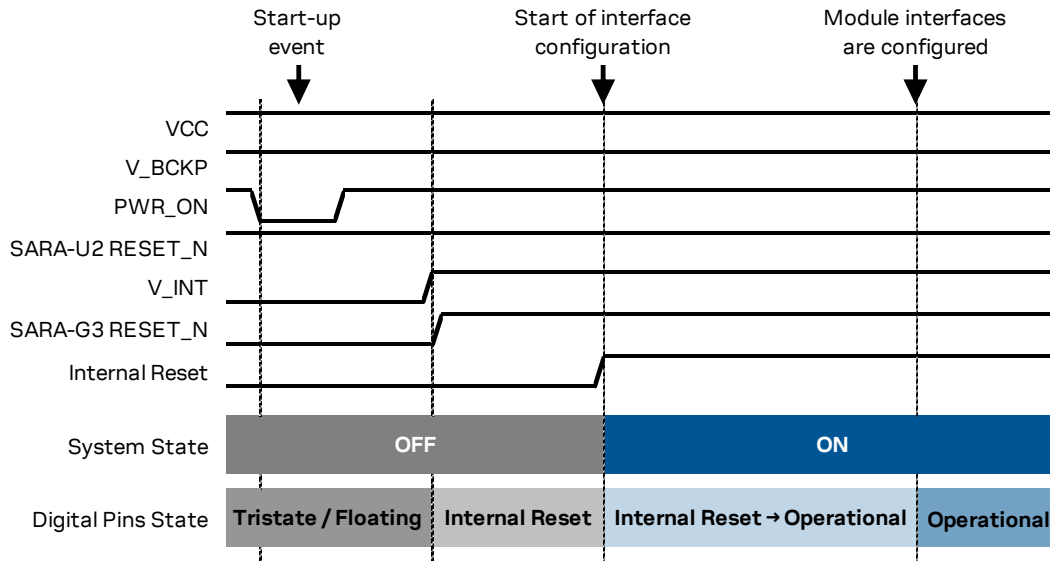 Start-up
event
Start of interface
configuration
Module interfaces
are configured
VCC
V_BCKP
PWR_ON
SARA-U2 RESET_N
V_INT
SARA-G3 RESET_N
Internal Reset
System State
OFF
ON
Digital Pins State
Tristate / Floating
Internal Reset
Internal Reset → Operational
Operational